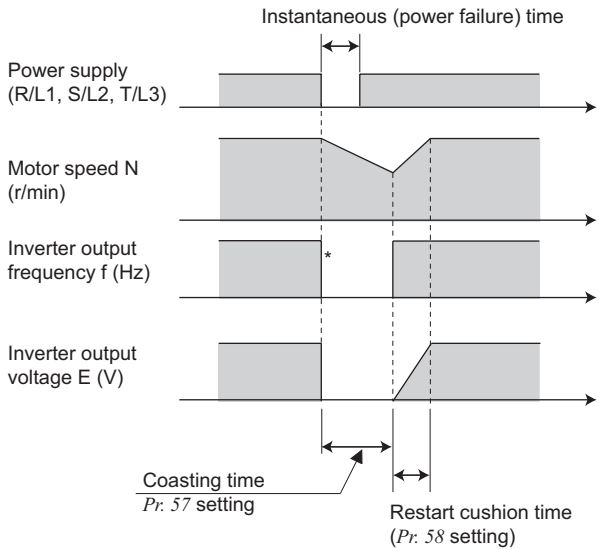 Instantaneous (power failure) time
Power supply
(R/L1, S/L2, T/L3)
Motor speed N
(r/min)
Inverter output
frequency f (Hz)
*
Inverter output
voltage E (V)
Coasting time
Pr. 57 setting
Restart cushion time
(Pr. 58 setting)